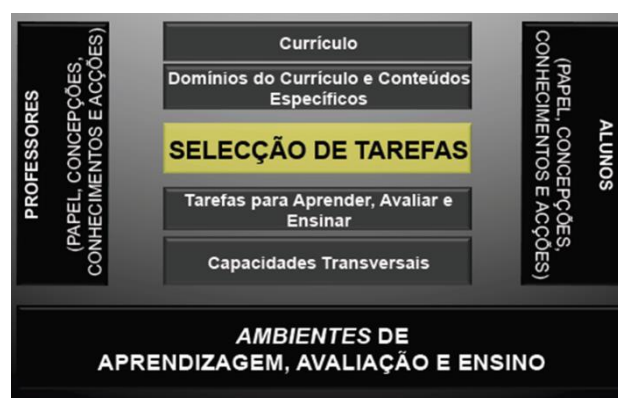 PROFESSORES
(PAPEL, CONCEPÇÕES,
CONHECIMENTOS E ACÇÕES)
Currículo
Domínios do Currículo e Conteúdos
Específicos
SELECÇÃO DE TAREFAS
Tarefas para Aprender, Avaliar e
Ensinar
Capacidades Transversais
ALUNOS
(PAPEL, CONCEPÇÕES,
CONHECIMENTOS E ACÇÕES)
AMBIENTES DE
APRENDIZAGEM, AVALIAÇÃO E ENSINO